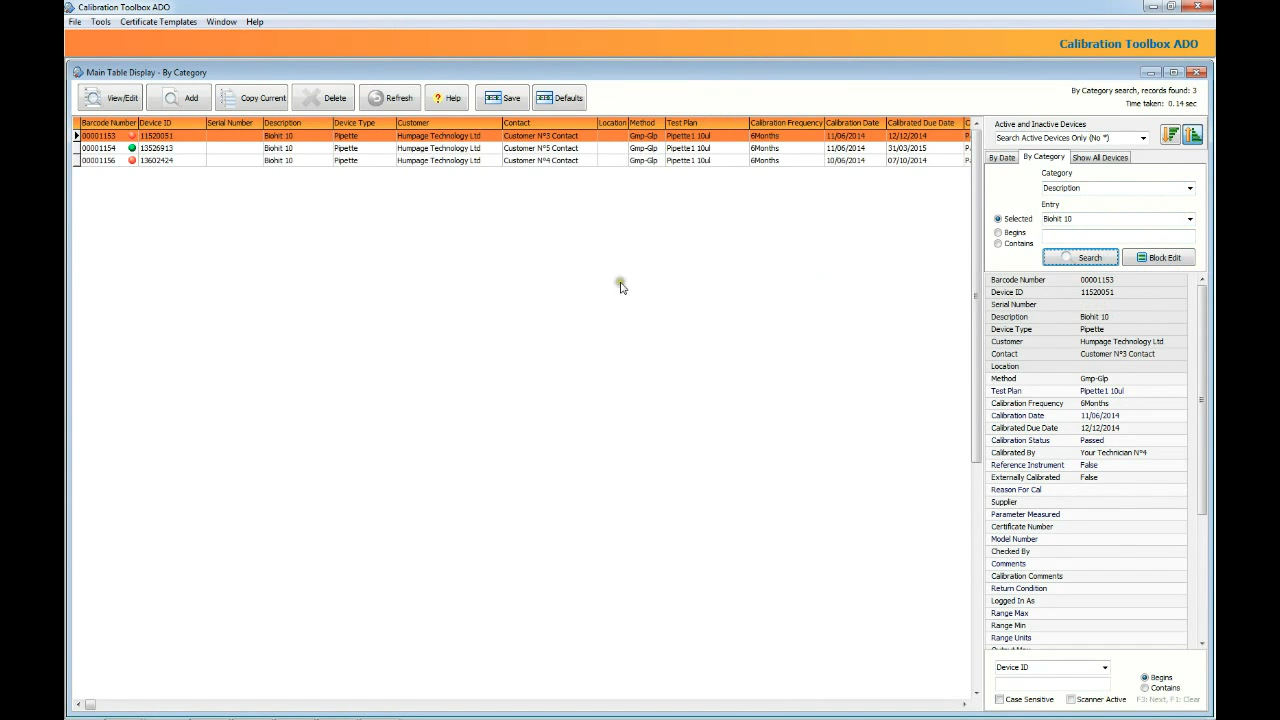 Calibration Toolbox ADO
File Tools Certificate Templates Window Help
Calibration Toolbox ADO
Main Table Display - By Category
View/Edit Add Copy Current Delete Refresh ? Help Save Defaults
By Category search, records found: 3
Time taken: 0.14 sec
Barcode Number Device ID Serial Number Description Device Type Customer Contact Location Method Test Plan Calibration Frequency Calibration Date Calibrated Due Date
00001153 11520051 Biohit 10 Pipette Humpage Technology Ltd Customer Nº3 Contact Gmp-Glp Pipette1 10ul 6Months 11/06/2014 12/12/2014
00001154 13526913 Biohit 10 Pipette Humpage Technology Ltd Customer Nº5 Contact Gmp-Glp Pipette1 10ul 6Months 11/06/2014 31/03/2015
00001156 13602424 Biohit 10 Pipette Humpage Technology Ltd Customer Nº4 Contact Gmp-Glp Pipette1 10ul 6Months 10/06/2014 07/10/2014
Active and Inactive Devices
Search Active Devices Only (No *)
By Date By Category Show All Devices
Category
Description
Entry
Selected Biohit 10
Begins
Contains
Search Block Edit
Barcode Number 00001153
Device ID 11520051
Serial Number
Description Biohit 10
Device Type Pipette
Customer Humpage Technology Ltd
Contact Customer Nº3 Contact
Location
Method Gmp-Glp
Test Plan Pipette1 10ul
Calibration Frequency 6Months
Calibration Date 11/06/2014
Calibrated Due Date 12/12/2014
Calibration Status Passed
Calibrated By Your Technician Nº4
Reference Instrument False
Externally Calibrated False
Reason For Cal
Supplier
Parameter Measured
Certificate Number
Model Number
Checked By
Comments
Calibration Comments
Return Condition
Logged In As
Range Max
Range Min
Range Units
Device ID
Begins
Contains
Case Sensitive Scanner Active F3: Next, F1: Clear